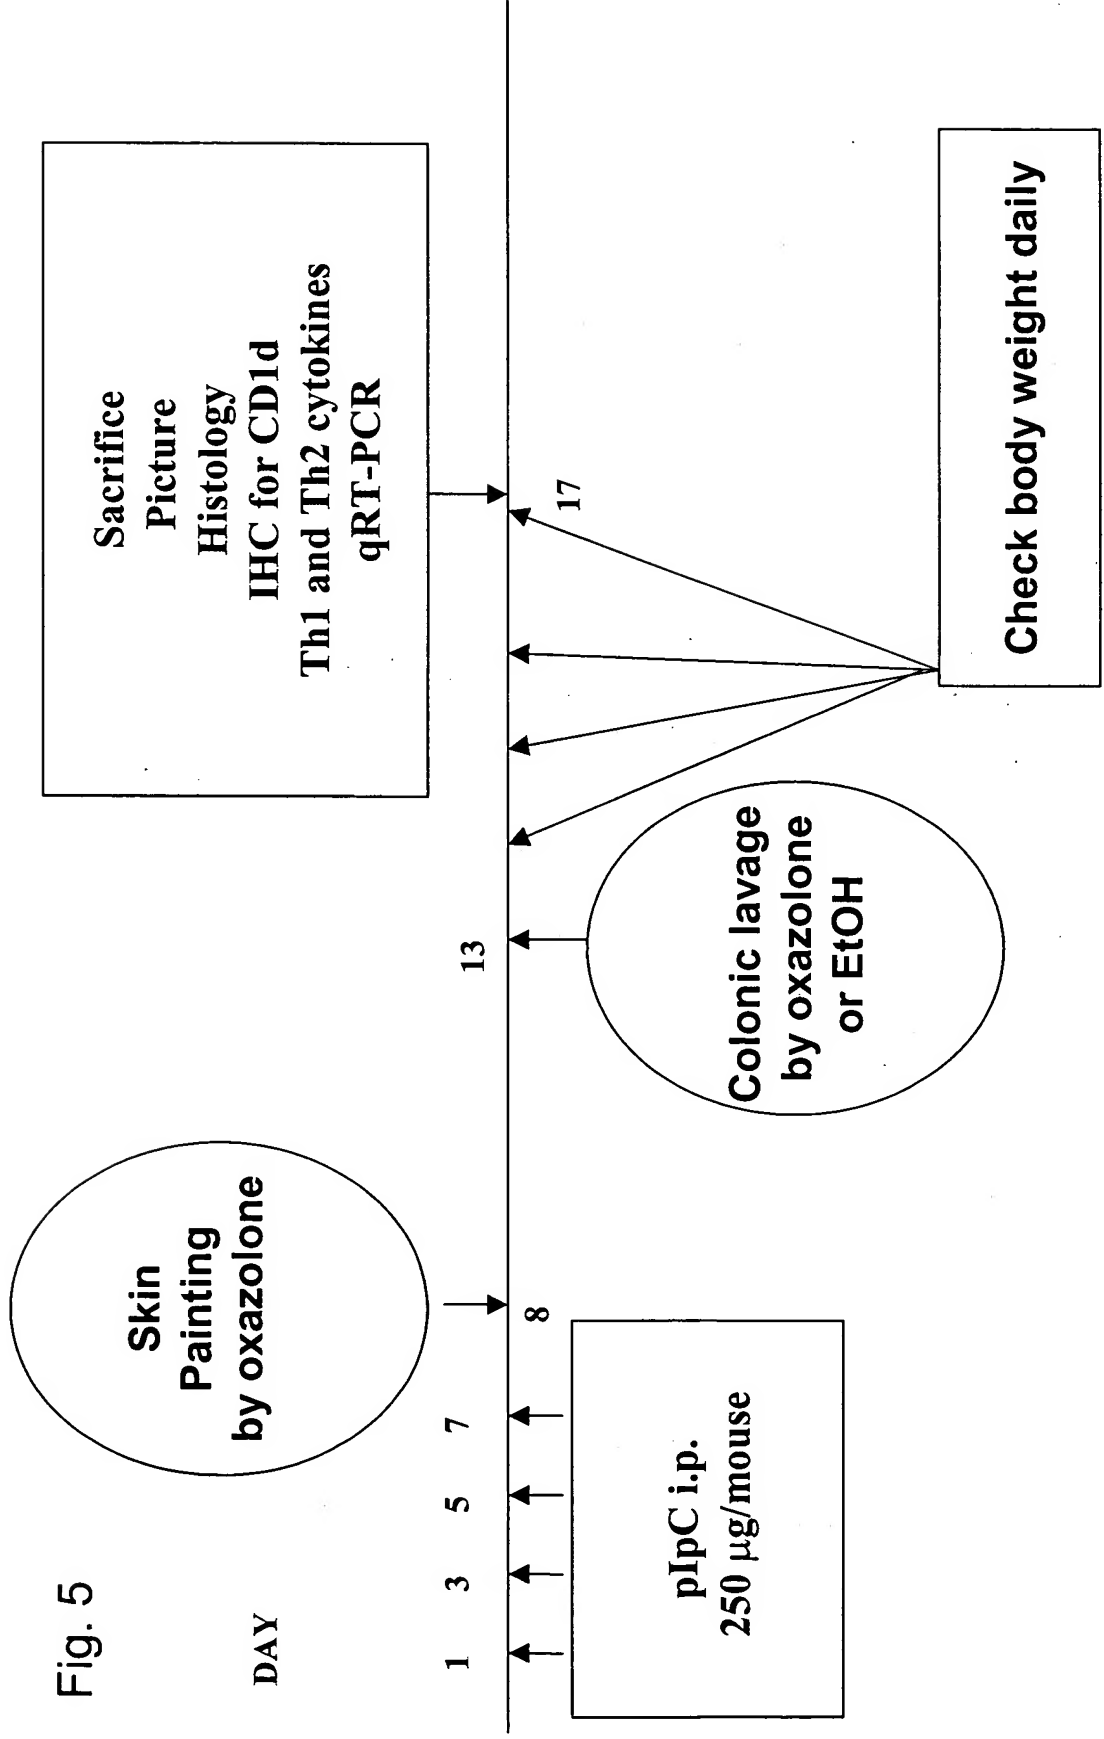 Fig. 5
DAY
Skin
Painting
by oxazolone
Sacrifice
Picture
Histology
IHC for CD1d
Th1 and Th2 cytokines
qRT-PCR
1
3
5
7
13
8
17
pIpC i.p.
250 µg/mouse
Colonic lavage
by oxazolone
or EtOH
Check body weight daily